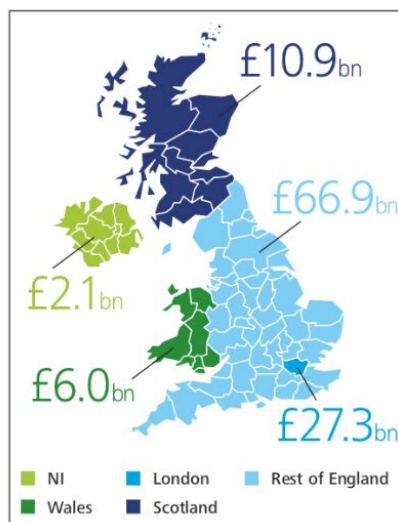 £10.9bn
£66.9bn
£2.1bn
£6.0bn
£27.3bn
NI London Rest of England
Wales Scotland